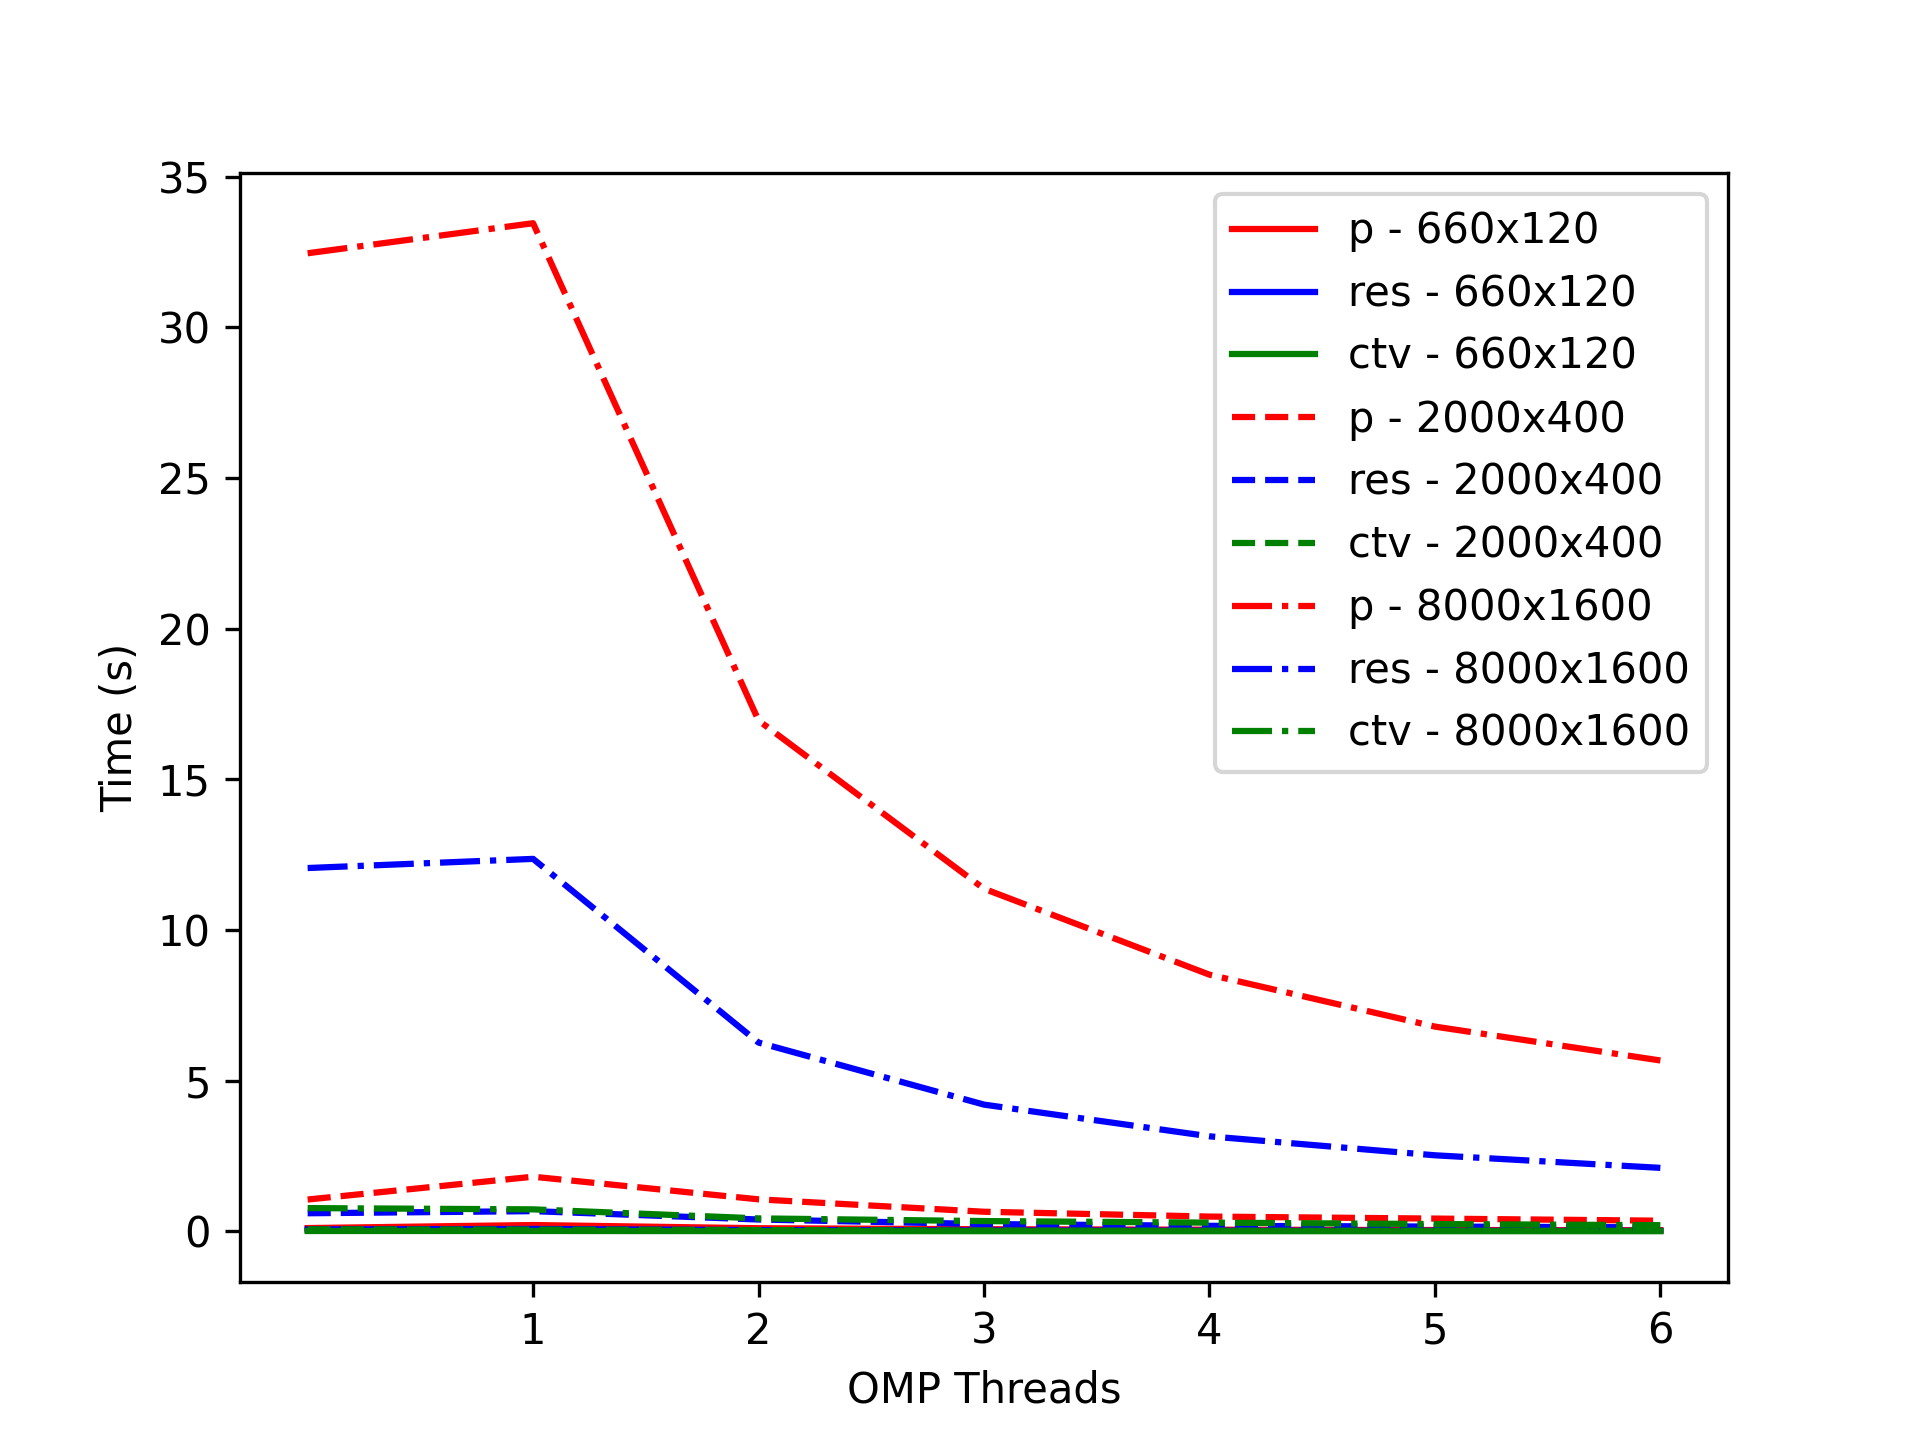 35
30
25
20
15
10
5
0
Time (s)
1 2 3 4 5 6
OMP Threads
p - 660x120
res - 660x120
ctv - 660x120
p - 2000x400
res - 2000x400
ctv - 2000x400
p - 8000x1600
res - 8000x1600
ctv - 8000x1600